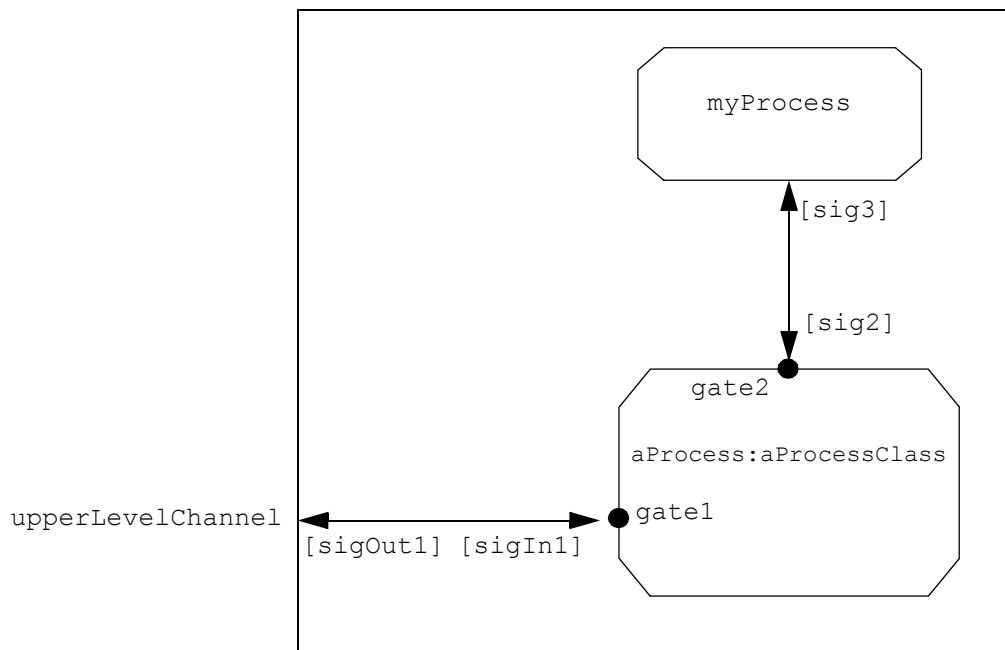 myProcess
[sig3]
[sig2]
gate2
aProcess:aProcessClass
gate1
upperLevelChannel
[sigOut1] [sigIn1]